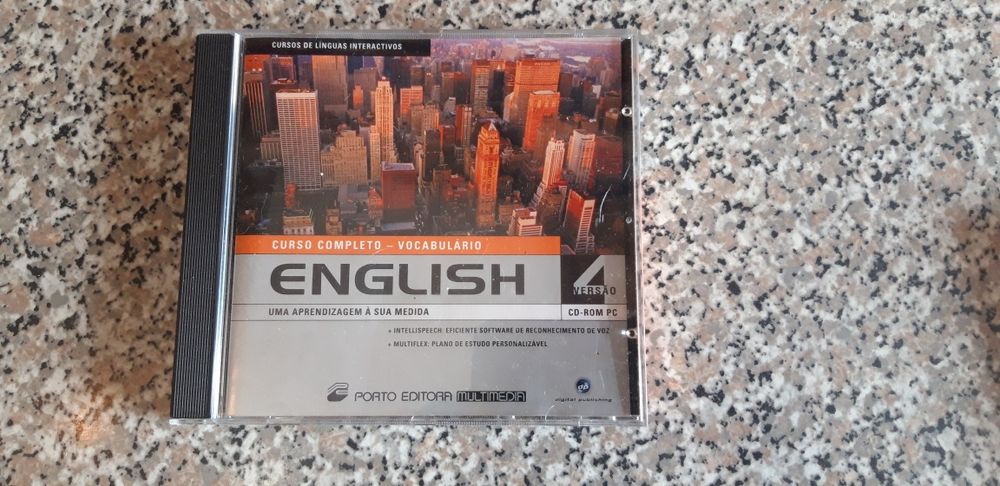 CURSOS DE LÍNGUAS INTERACTIVOS
CURSO COMPLETO – VOCABULÁRIO
ENGLISH
4
VERSÃO
UMA APRENDIZAGEM À SUA MEDIDA
CD-ROM PC
+ INTELLISPEECH: EFICIENTE SOFTWARE DE RECONHECIMENTO DE VOZ
+ MULTIFLEX: PLANO DE ESTUDO PERSONALIZÁVEL
PORTO EDITORA MULTIMEDIA
dp
digital publishing